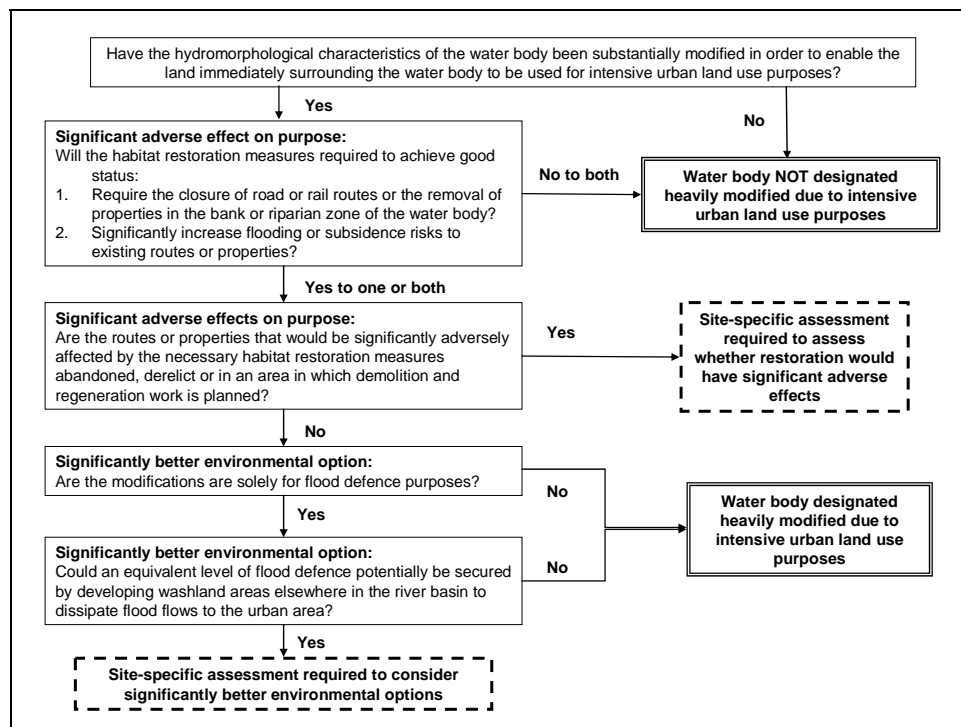 Have the hydromorphological characteristics of the water body been substantially modified in order to enable the
land immediately surrounding the water body to be used for intensive urban land use purposes?
Yes
No
Significant adverse effect on purpose:
Will the habitat restoration measures required to achieve good
status:
1. Require the closure of road or rail routes or the removal of
properties in the bank or riparian zone of the water body?
2. Significantly increase flooding or subsidence risks to
existing routes or properties?
No to both
Water body NOT designated
heavily modified due to intensive
urban land use purposes
Yes to one or both
Significant adverse effects on purpose:
Are the routes or properties that would be significantly adversely
affected by the necessary habitat restoration measures
abandoned, derelict or in an area in which demolition and
regeneration work is planned?
Yes
Site-specific assessment
required to assess
whether restoration would
have significant adverse
effects
No
Significantly better environmental option:
Are the modifications are solely for flood defence purposes?
No
Yes
Water body designated
heavily modified due to
intensive urban land use
purposes
Significantly better environmental option:
Could an equivalent level of flood defence potentially be secured
by developing washland areas elsewhere in the river basin to
dissipate flood flows to the urban area?
No
Yes
Site-specific assessment required to consider
significantly better environmental options